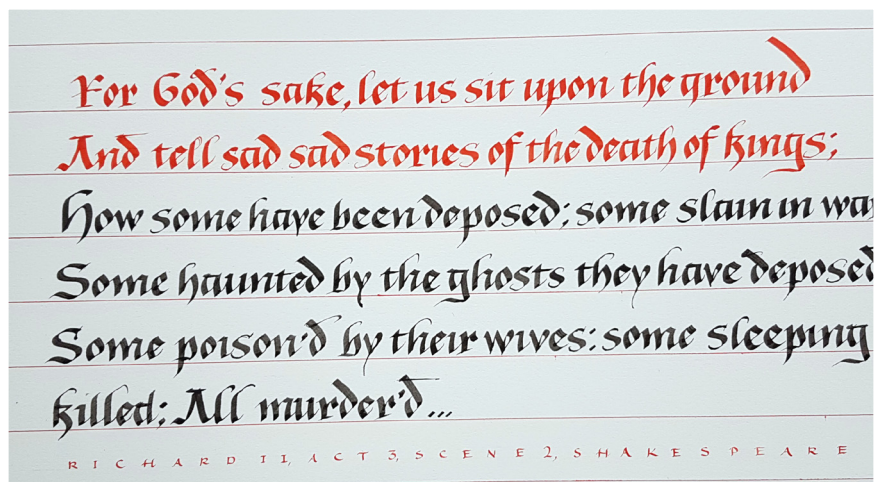 For God's sake, let us sit upon the ground
And tell sad sad stories of the death of kings;
How some have been deposed; some slain in wa
Some haunted by the ghosts they have deposed
Some poison'd by their wives: some sleeping
killed; All murder'd...
RICHARD II, ACT 3, SCENE 2, SHAKESPEARE